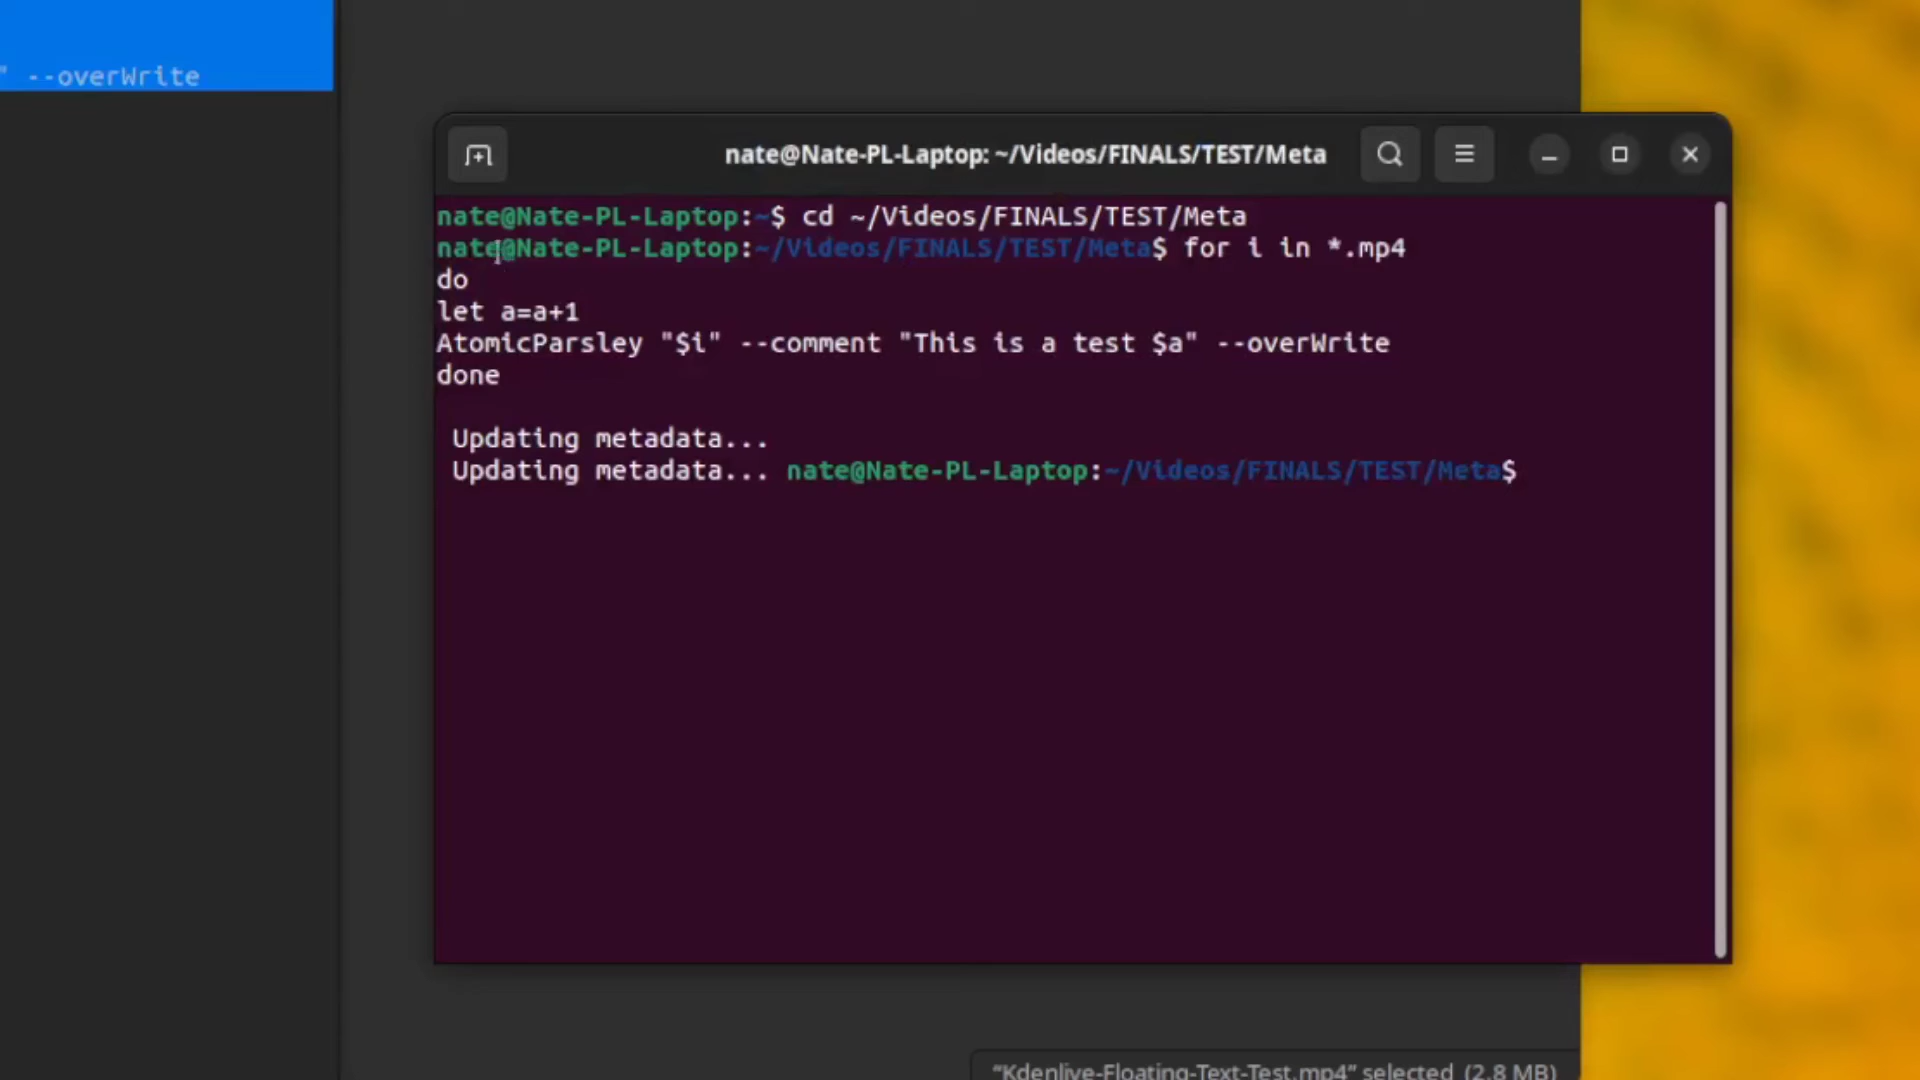 " --overWrite
nate@Nate-PL-Laptop: ~/Videos/FINALS/TEST/Meta
nate@Nate-PL-Laptop:~$ cd ~/Videos/FINALS/TEST/Meta
nate@Nate-PL-Laptop:~/Videos/FINALS/TEST/Meta$ for i in *.mp4
do
let a=a+1
AtomicParsley "$i" --comment "This is a test $a" --overWrite
done
Updating metadata...
Updating metadata... nate@Nate-PL-Laptop:~/Videos/FINALS/TEST/Meta$
“Kdenlive-Floating-Text-Test.mp4” selected (2.8 MB)